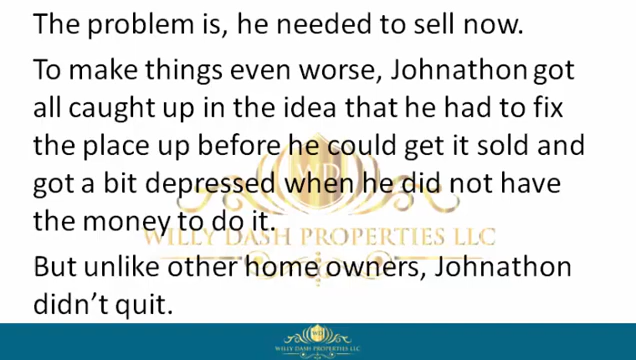 The problem is, he needed to sell now.
To make things even worse, Johnathon got
all caught up in the idea that he had to fix
the place up before he could get it sold and
got a bit depressed when he did not have
the money to do it.
WILLY DASH PROPERTIES LLC
But unlike other home owners, Johnathon
didn't quit.
WILLY DASH PROPERTIES LLC